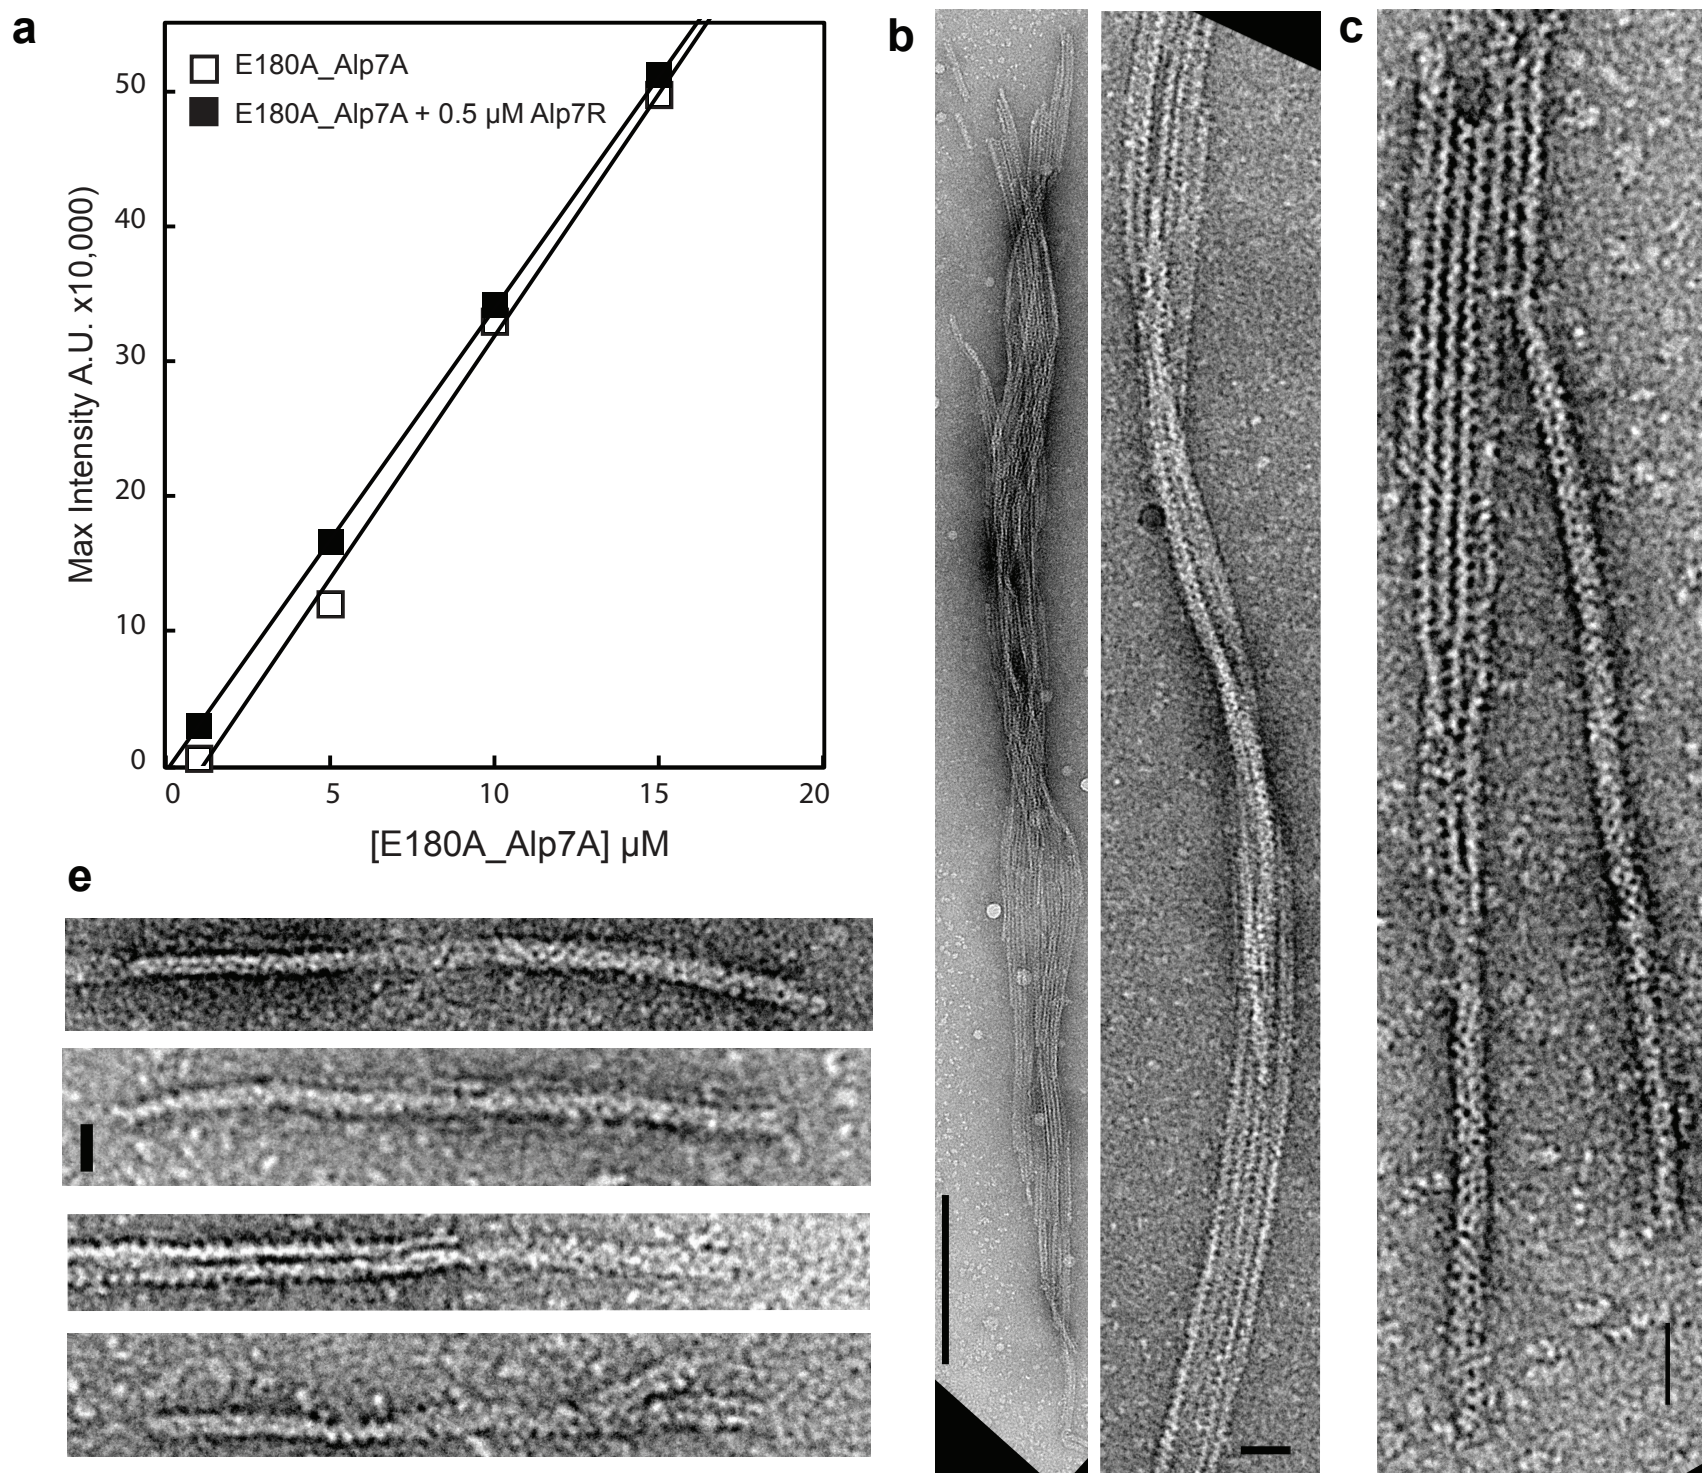 a
E180A_Alp7A
E180A_Alp7A + 0.5 µM Alp7R
Max Intensity A.U. x10,000)
50
40
30
20
10
0
0 5 10 15 20
[E180A_Alp7A] µM
b
c
e